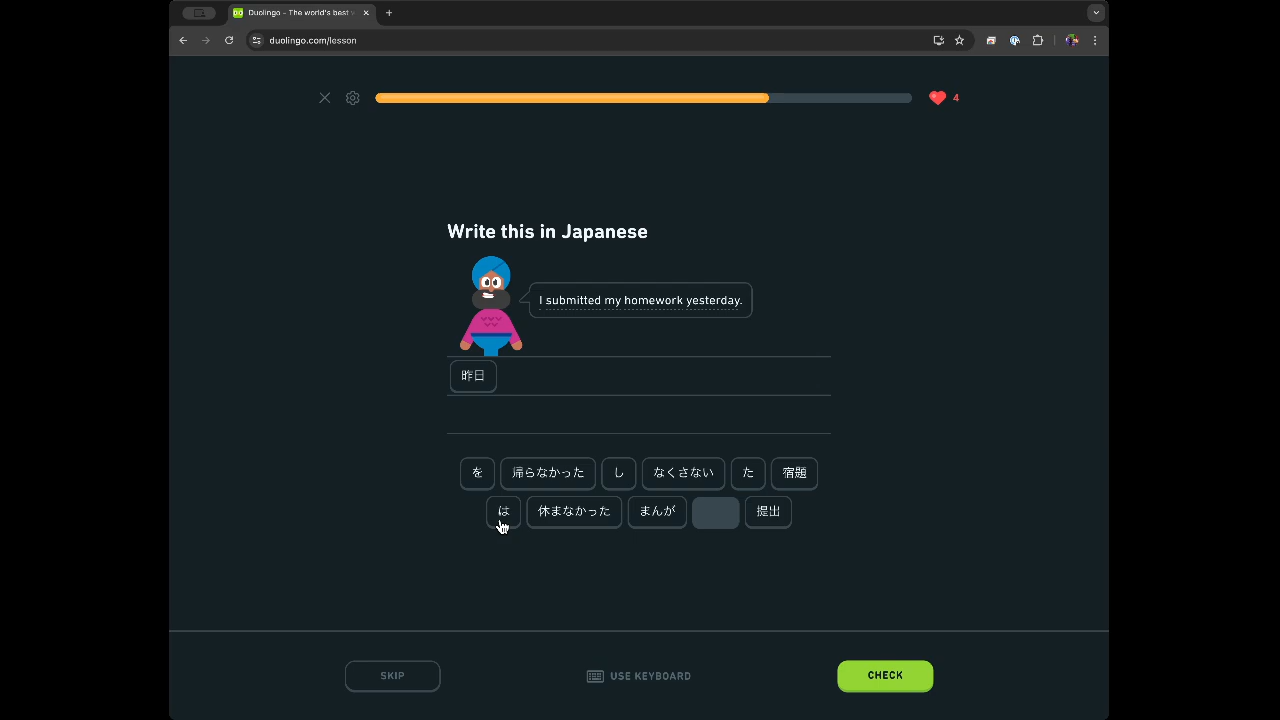 Duolingo - The world's best
duolingo.com/lesson
4
Write this in Japanese
I submitted my homework yesterday.
昨日
を 帰らなかった し なくさない た 宿題
は 休まなかった まんが 提出
SKIP USE KEYBOARD CHECK